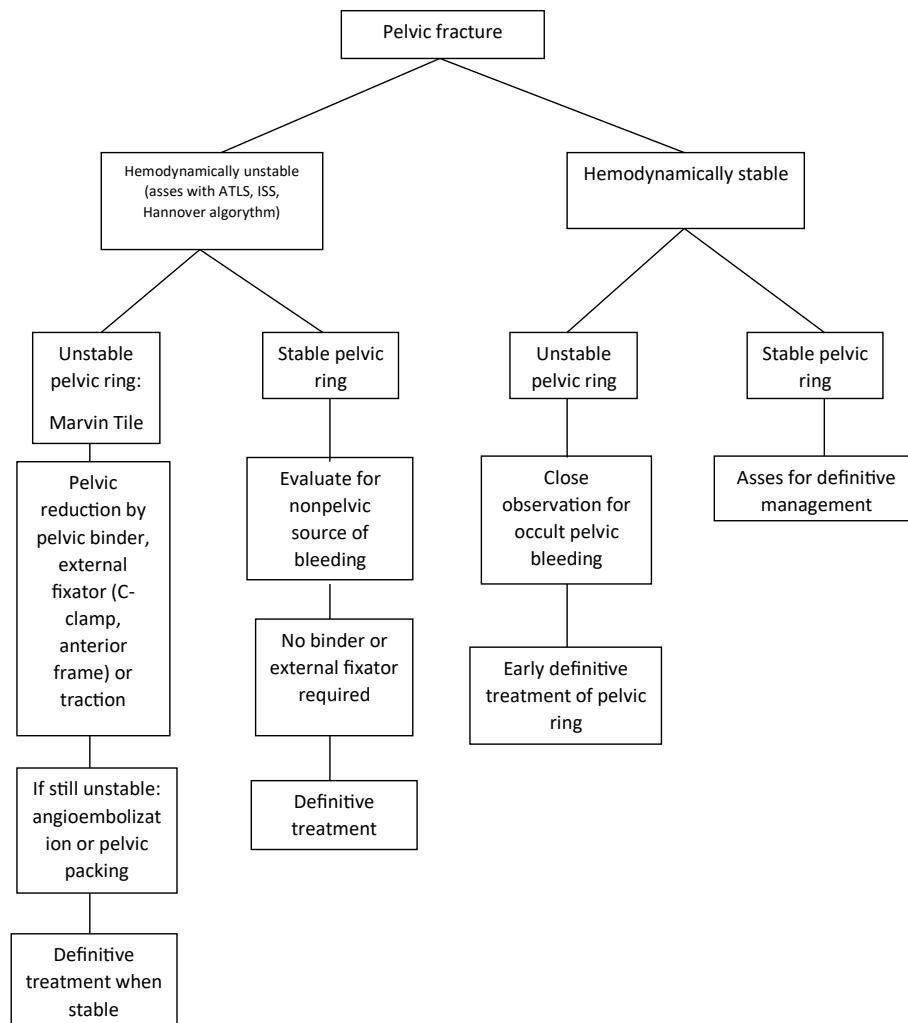 Pelvic fracture
Hemodynamically unstable
(asses with ATLS, ISS,
Hannover algorythm)
Hemodynamically stable
Unstable
pelvic ring:
Marvin Tile
Stable pelvic
ring
Unstable
pelvic ring
Stable pelvic
ring
Pelvic
reduction by
pelvic binder,
external
fixator (C-
clamp,
anterior
frame) or
traction
Evaluate for
nonpelvic
source of
bleeding
Close
observation for
occult pelvic
bleeding
Asses for definitive
management
No binder or
external fixator
required
Early definitive
treatment of pelvic
ring
If still unstable:
angioembolizat
ion or pelvic
packing
Definitive
treatment
Definitive
treatment when
stable